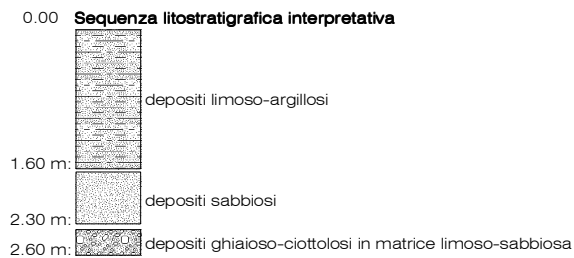 0.00 Sequenza litostratigrafica interpretativa
depositi limoso-argillosi
1.60 m:
depositi sabbiosi
2.30 m:
depositi ghiaioso-ciottolosi in matrice limoso-sabbiosa
2.60 m: